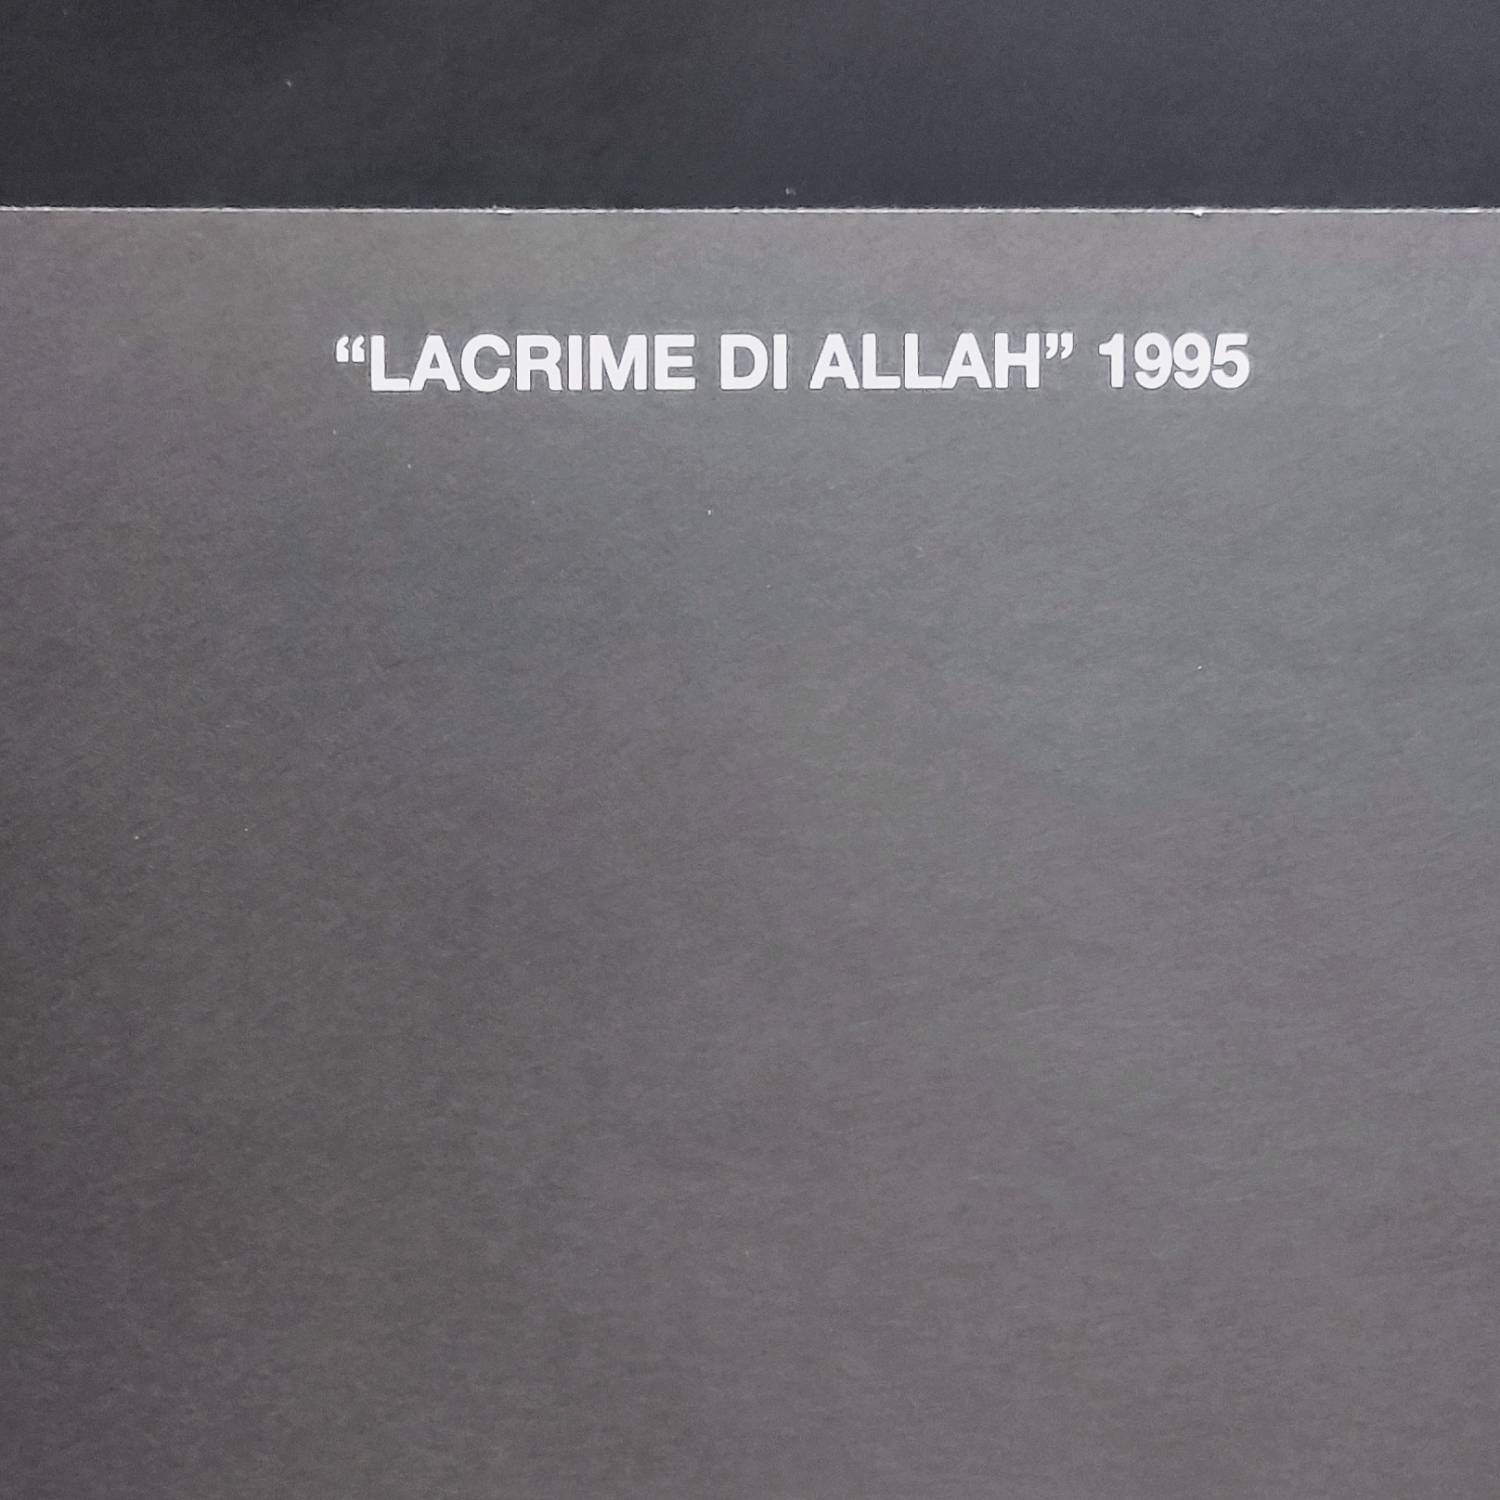 “LACRIME DI ALLAH” 1995